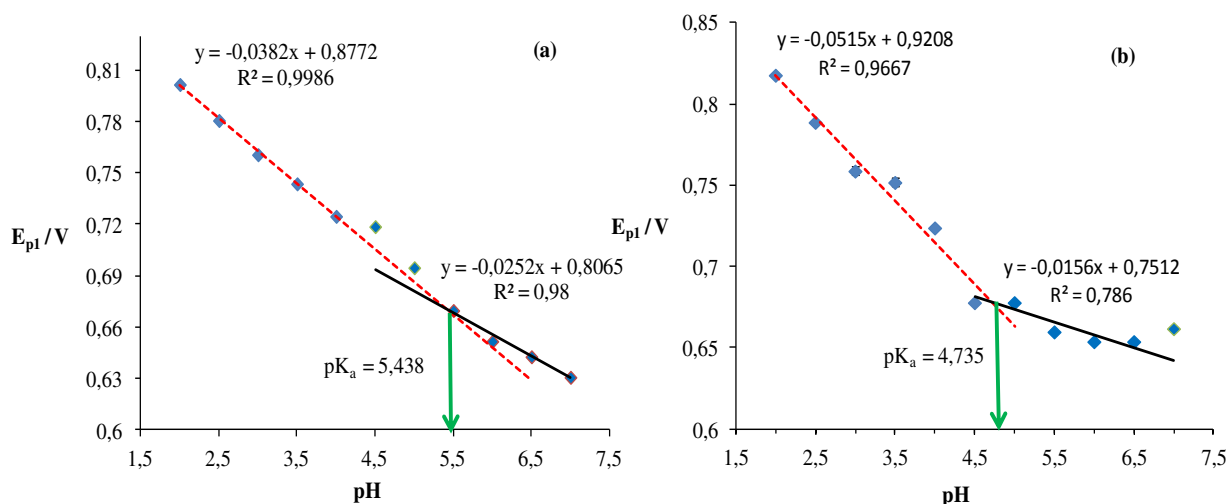 (a)
y = -0,0382x + 0,8772
R² = 0,9986
0,81
0,78
0,75
0,72
0,69
0,66
0,63
0,6
E_p1 / V
y = -0,0252x + 0,8065
R² = 0,98
pK_a = 5,438
1,5 2,5 3,5 4,5 5,5 6,5 7,5
pH
(b)
y = -0,0515x + 0,9208
R² = 0,9667
0,85
0,8
0,75
0,7
0,65
0,6
E_p1 / V
y = -0,0156x + 0,7512
R² = 0,786
pK_a = 4,735
1,5 2,5 3,5 4,5 5,5 6,5 7,5
pH